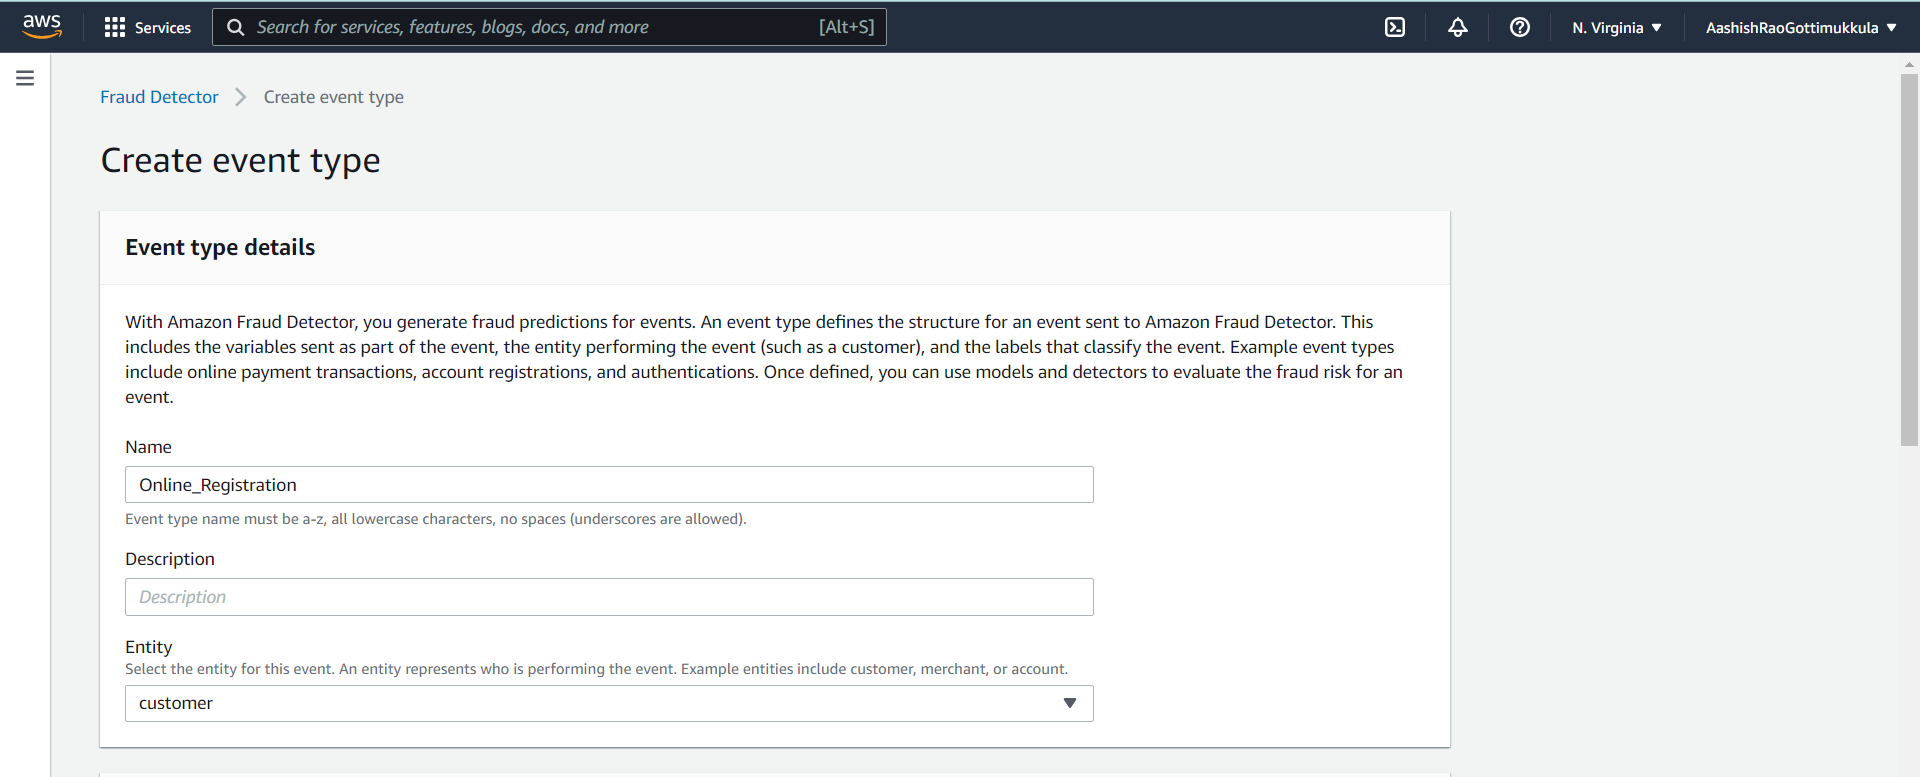 aws Services Search for services, features, blogs, docs, and more [Alt+S] N. Virginia AashishRaoGottimukkula
Fraud Detector Create event type
Create event type
Event type details
With Amazon Fraud Detector, you generate fraud predictions for events. An event type defines the structure for an event sent to Amazon Fraud Detector. This
includes the variables sent as part of the event, the entity performing the event (such as a customer), and the labels that classify the event. Example event types
include online payment transactions, account registrations, and authentications. Once defined, you can use models and detectors to evaluate the fraud risk for an
event.
Name
Online_Registration
Event type name must be a-z, all lowercase characters, no spaces (underscores are allowed).
Description
Description
Entity
Select the entity for this event. An entity represents who is performing the event. Example entities include customer, merchant, or account.
customer